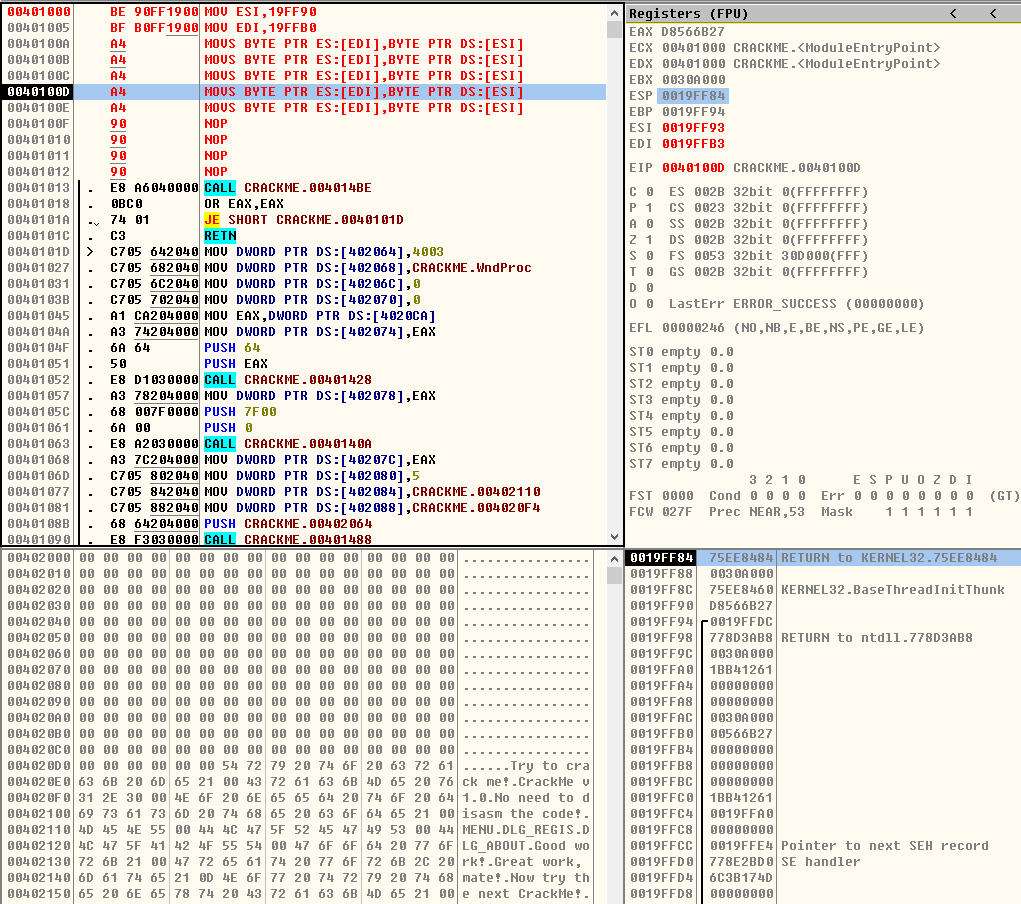 00401000 BE 90FF1900 MOV ESI,19FF90
00401005 BF B0FF1900 MOV EDI,19FFB0
0040100A A4 MOVS BYTE PTR ES:[EDI],BYTE PTR DS:[ESI]
0040100B A4 MOVS BYTE PTR ES:[EDI],BYTE PTR DS:[ESI]
0040100C A4 MOVS BYTE PTR ES:[EDI],BYTE PTR DS:[ESI]
0040100D A4 MOVS BYTE PTR ES:[EDI],BYTE PTR DS:[ESI]
0040100E A4 MOVS BYTE PTR ES:[EDI],BYTE PTR DS:[ESI]
0040100F 90 NOP
00401010 90 NOP
00401011 90 NOP
00401012 90 NOP
00401013 . E8 A6040000 CALL CRACKME.004014BE
00401018 . 0BC0 OR EAX,EAX
0040101A . 74 01 JE SHORT CRACKME.0040101D
0040101C . C3 RETN
0040101D > C705 642040 MOV DWORD PTR DS:[402064],4003
00401027 . C705 682040 MOV DWORD PTR DS:[402068],CRACKME.WndProc
00401031 . C705 6C2040 MOV DWORD PTR DS:[40206C],0
0040103B . C705 702040 MOV DWORD PTR DS:[402070],0
00401045 . A1 CA204000 MOV EAX,DWORD PTR DS:[4020CA]
0040104A . A3 74204000 MOV DWORD PTR DS:[402074],EAX
0040104F . 6A 64 PUSH 64
00401051 . 50 PUSH EAX
00401052 . E8 D1030000 CALL CRACKME.00401428
00401057 . A3 78204000 MOV DWORD PTR DS:[402078],EAX
0040105C . 68 007F0000 PUSH 7F00
00401061 . 6A 00 PUSH 0
00401063 . E8 A2030000 CALL CRACKME.0040140A
00401068 . A3 7C204000 MOV DWORD PTR DS:[40207C],EAX
0040106D . C705 802040 MOV DWORD PTR DS:[402080],5
00401077 . C705 842040 MOV DWORD PTR DS:[402084],CRACKME.00402110
00401081 . C705 882040 MOV DWORD PTR DS:[402088],CRACKME.004020F4
0040108B . 68 64204000 PUSH CRACKME.00402064
00401090 . E8 F3030000 CALL CRACKME.00401488
Registers (FPU) < <
EAX D8566B27
ECX 00401000 CRACKME.<ModuleEntryPoint>
EDX 00401000 CRACKME.<ModuleEntryPoint>
EBX 0030A000
ESP 0019FF84
EBP 0019FF94
ESI 0019FF93
EDI 0019FFB3
EIP 0040100D CRACKME.0040100D
C 0 ES 002B 32bit 0(FFFFFFFF)
P 1 CS 0023 32bit 0(FFFFFFFF)
A 0 SS 002B 32bit 0(FFFFFFFF)
Z 1 DS 002B 32bit 0(FFFFFFFF)
S 0 FS 0053 32bit 30D000(FFF)
T 0 GS 002B 32bit 0(FFFFFFFF)
D 0
O 0 LastErr ERROR_SUCCESS (00000000)
EFL 00000246 (NO,NB,E,BE,NS,PE,GE,LE)
ST0 empty 0.0
ST1 empty 0.0
ST2 empty 0.0
ST3 empty 0.0
ST4 empty 0.0
ST5 empty 0.0
ST6 empty 0.0
ST7 empty 0.0
3 2 1 0 E S P U O Z D I
FST 0000 Cond 0 0 0 0 Err 0 0 0 0 0 0 0 0 (GT)
FCW 027F Prec NEAR,53 Mask 1 1 1 1 1 1
00402000 00 00 00 00 00 00 00 00 00 00 00 00 00 00 00 00 ................
00402010 00 00 00 00 00 00 00 00 00 00 00 00 00 00 00 00 ................
00402020 00 00 00 00 00 00 00 00 00 00 00 00 00 00 00 00 ................
00402030 00 00 00 00 00 00 00 00 00 00 00 00 00 00 00 00 ................
00402040 00 00 00 00 00 00 00 00 00 00 00 00 00 00 00 00 ................
00402050 00 00 00 00 00 00 00 00 00 00 00 00 00 00 00 00 ................
00402060 00 00 00 00 00 00 00 00 00 00 00 00 00 00 00 00 ................
00402070 00 00 00 00 00 00 00 00 00 00 00 00 00 00 00 00 ................
00402080 00 00 00 00 00 00 00 00 00 00 00 00 00 00 00 00 ................
00402090 00 00 00 00 00 00 00 00 00 00 00 00 00 00 00 00 ................
004020A0 00 00 00 00 00 00 00 00 00 00 00 00 00 00 00 00 ................
004020B0 00 00 00 00 00 00 00 00 00 00 00 00 00 00 00 00 ................
004020C0 00 00 00 00 00 00 00 00 00 00 00 00 00 00 00 00 ................
004020D0 00 00 00 00 00 00 54 72 79 20 74 6F 20 63 72 61 ......Try to cra
004020E0 63 6B 20 6D 65 21 00 43 72 61 63 6B 4D 65 20 76 ck me!.CrackMe v
004020F0 31 2E 30 00 4E 6F 20 6E 65 65 64 20 74 6F 20 64 1.0.No need to d
00402100 69 73 61 73 6D 20 74 68 65 20 63 6F 64 65 21 00 isasm the code!.
00402110 4D 45 4E 55 00 44 4C 47 5F 52 45 47 49 53 00 44 MENU.DLG_REGIS.D
00402120 4C 47 5F 41 42 4F 55 54 00 47 6F 6F 64 20 77 6F LG_ABOUT.Good wo
00402130 72 6B 21 00 47 72 65 61 74 20 77 6F 72 6B 2C 20 rk!.Great work, 
00402140 6D 61 74 65 21 0D 4E 6F 77 20 74 72 79 20 74 68 mate!.Now try th
00402150 65 20 6E 65 78 74 20 43 72 61 63 6B 4D 65 21 00 e next CrackMe!.
0019FF84 75EE8484 RETURN to KERNEL32.75EE8484
0019FF88 0030A000
0019FF8C 75EE8460 KERNEL32.BaseThreadInitThunk
0019FF90 D8566B27
0019FF94 0019FFDC
0019FF98 778D3AB8 RETURN to ntdll.778D3AB8
0019FF9C 0030A000
0019FFA0 1BB41261
0019FFA4 00000000
0019FFA8 00000000
0019FFAC 0030A000
0019FFB0 00566B27
0019FFB4 00000000
0019FFB8 00000000
0019FFBC 00000000
0019FFC0 1BB41261
0019FFC4 0019FFA0
0019FFC8 00000000
0019FFCC 0019FFE4 Pointer to next SEH record
0019FFD0 778E2BD0 SE handler
0019FFD4 6C3B174D
0019FFD8 00000000